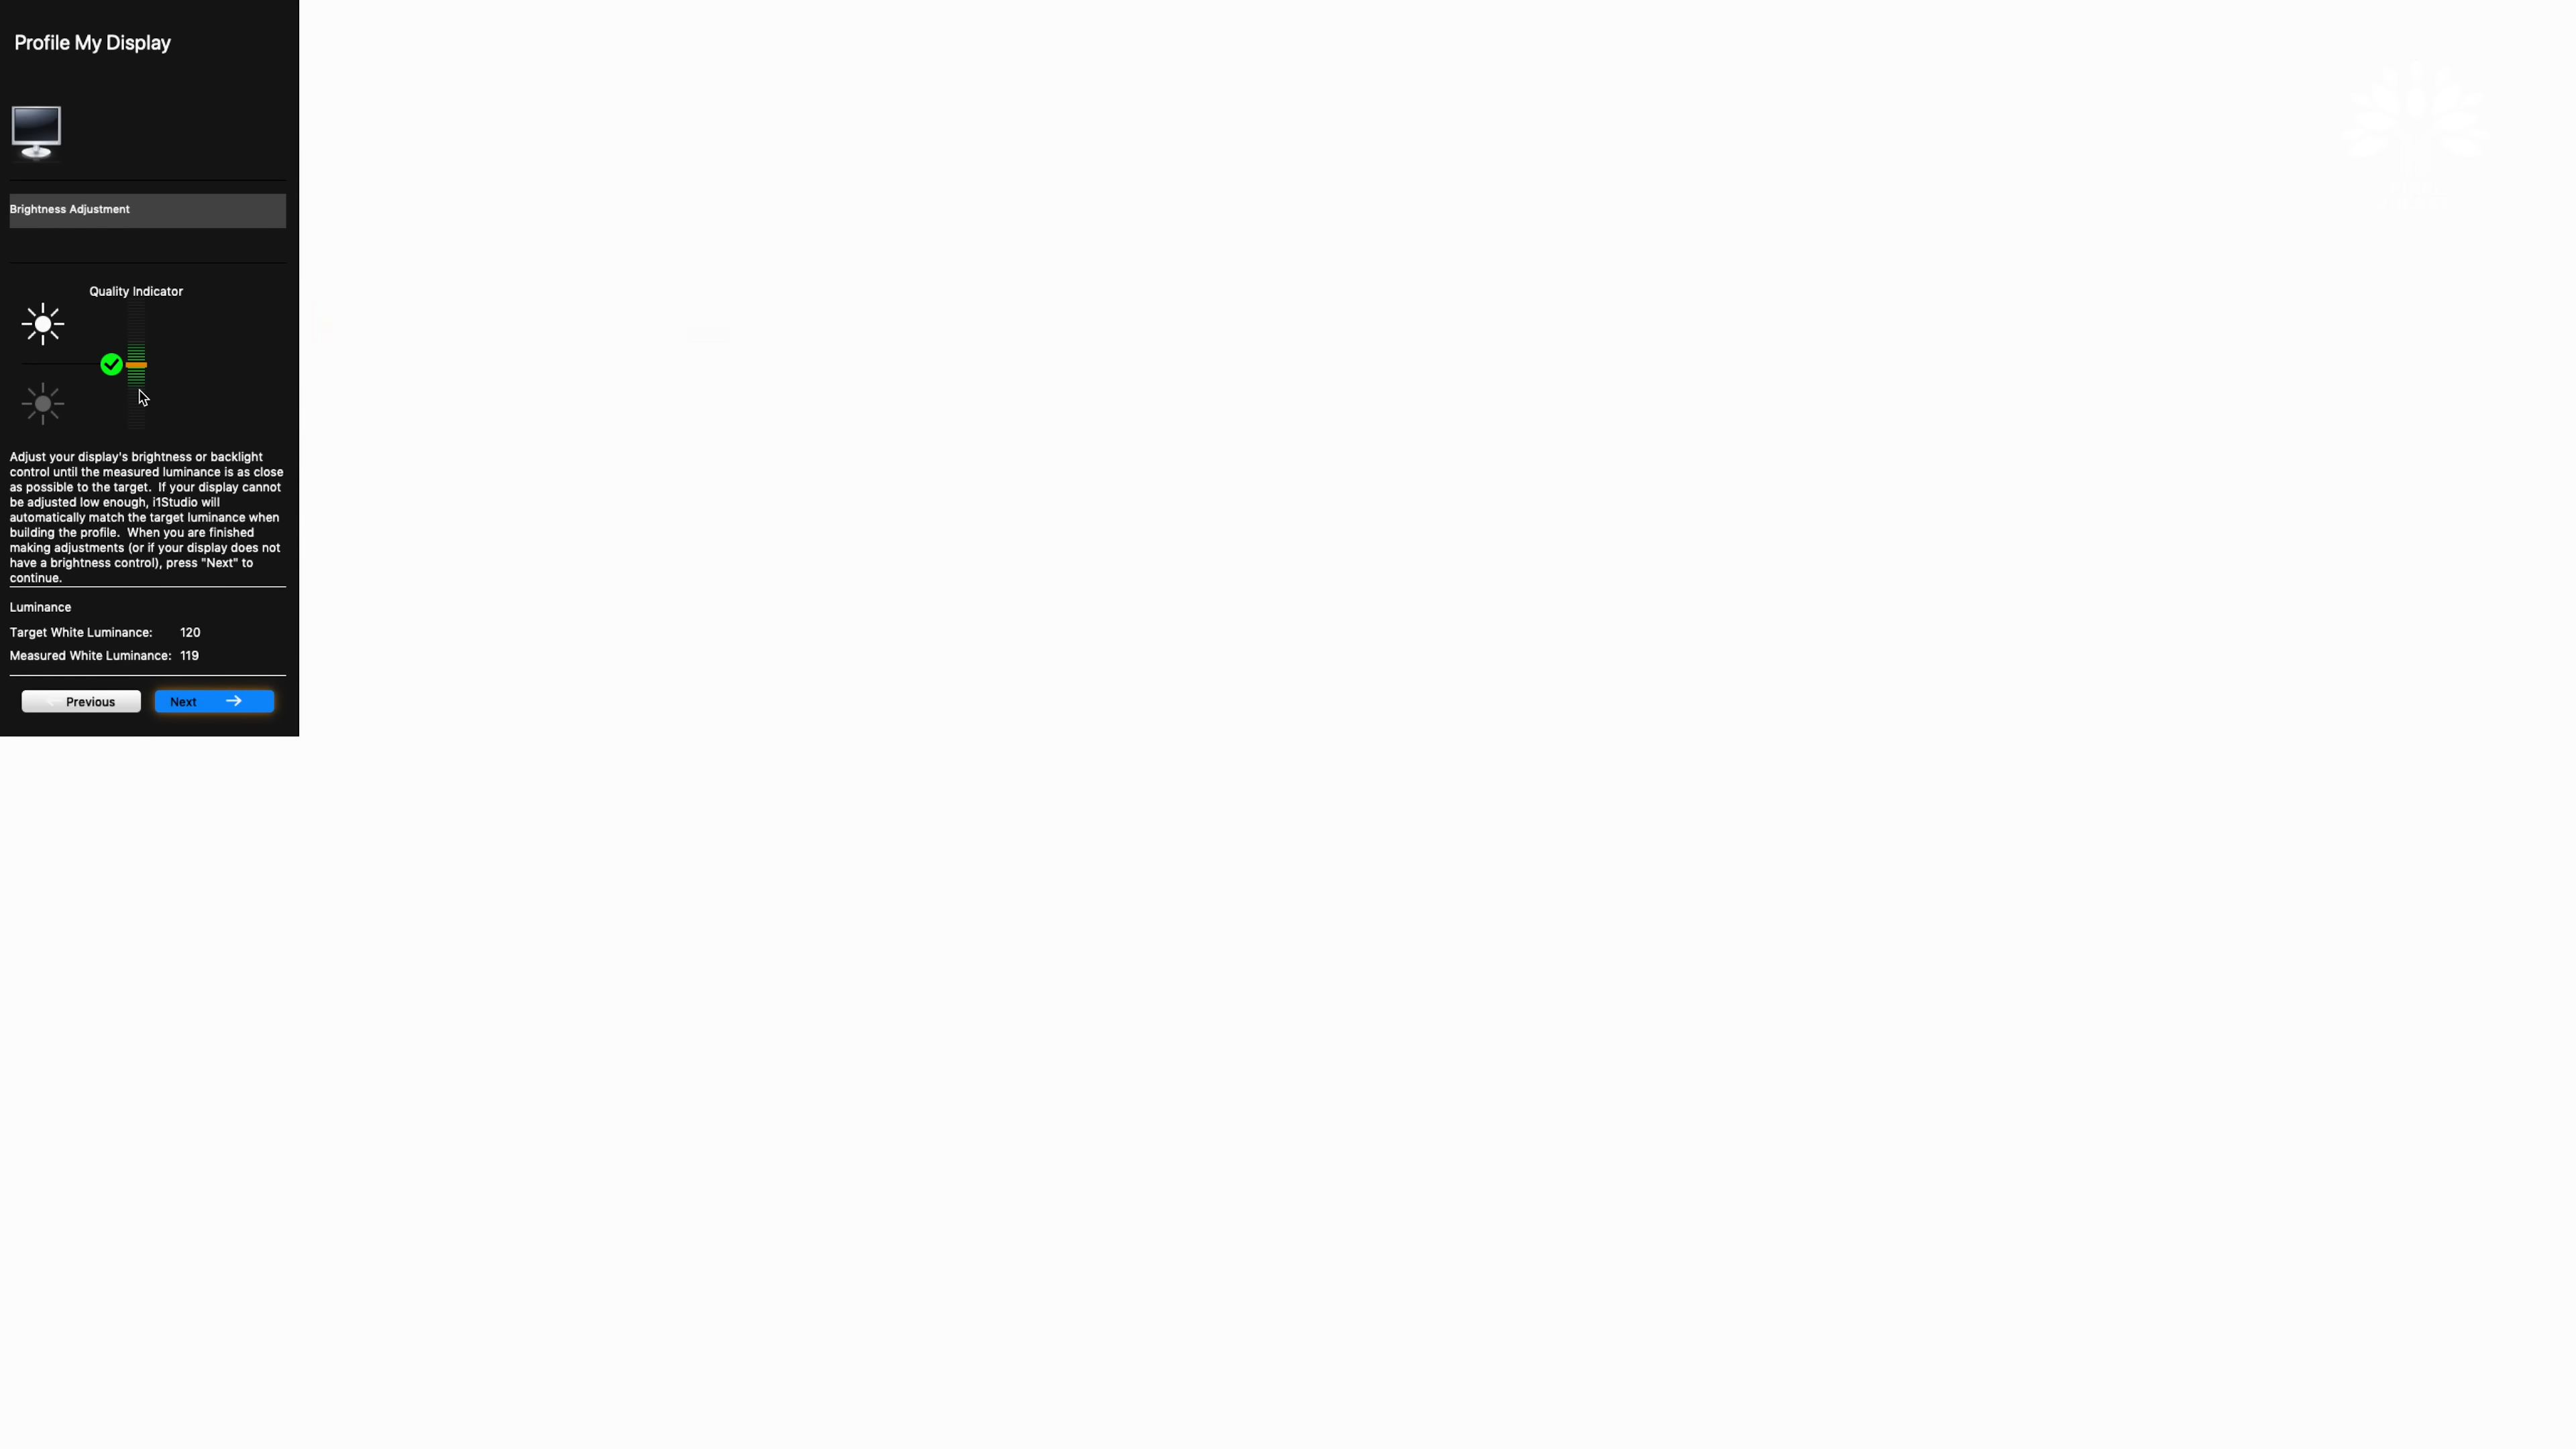 Profile My Display
Brightness Adjustment
Quality Indicator
Adjust your display's brightness or backlight
control until the measured luminance is as close
as possible to the target.  If your display cannot
be adjusted low enough, i1Studio will
automatically match the target luminance when
building the profile.  When you are finished
making adjustments (or if your display does not
have a brightness control), press "Next" to
continue.
Luminance
Target White Luminance: 120
Measured White Luminance: 119
Previous Next